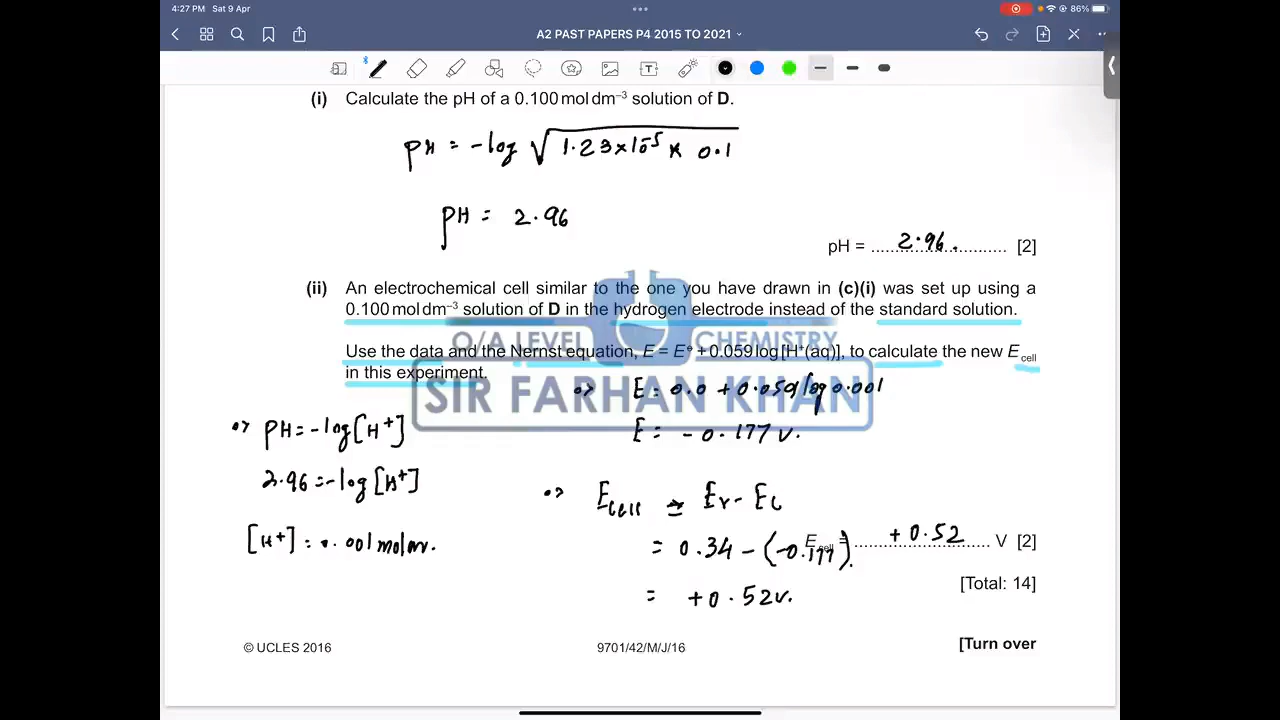 4:27 PM Sat 9 Apr
86%
A2 PAST PAPERS P4 2015 TO 2021
(i) Calculate the pH of a 0.100 mol dm⁻³ solution of D.
pH = -log √1.23×10⁻⁵ × 0.1
pH = 2.96
pH = ....2.96.... [2]
(ii) An electrochemical cell similar to the one you have drawn in (c)(i) was set up using a
0.100 mol dm⁻³ solution of D in the hydrogen electrode instead of the standard solution.
O/A LEVEL CHEMISTRY
Use the data and the Nernst equation, E = E⦵ + 0.059 log [H⁺(aq)], to calculate the new E cell
in this experiment.
SIR FARHAN KHAN
⇒ E = 0.0 + 0.059 log 0.001
E = -0.177 V.
⇒ pH = -log [H⁺]
2.96 = -log [H⁺]
[H⁺] = 0.001 molar.
⇒ Ecell = Er - El
= 0.34 - (-0.177).
= +0.52 V.
E cell = ....+0.52.... V [2]
[Total: 14]
© UCLES 2016
9701/42/M/J/16
[Turn over